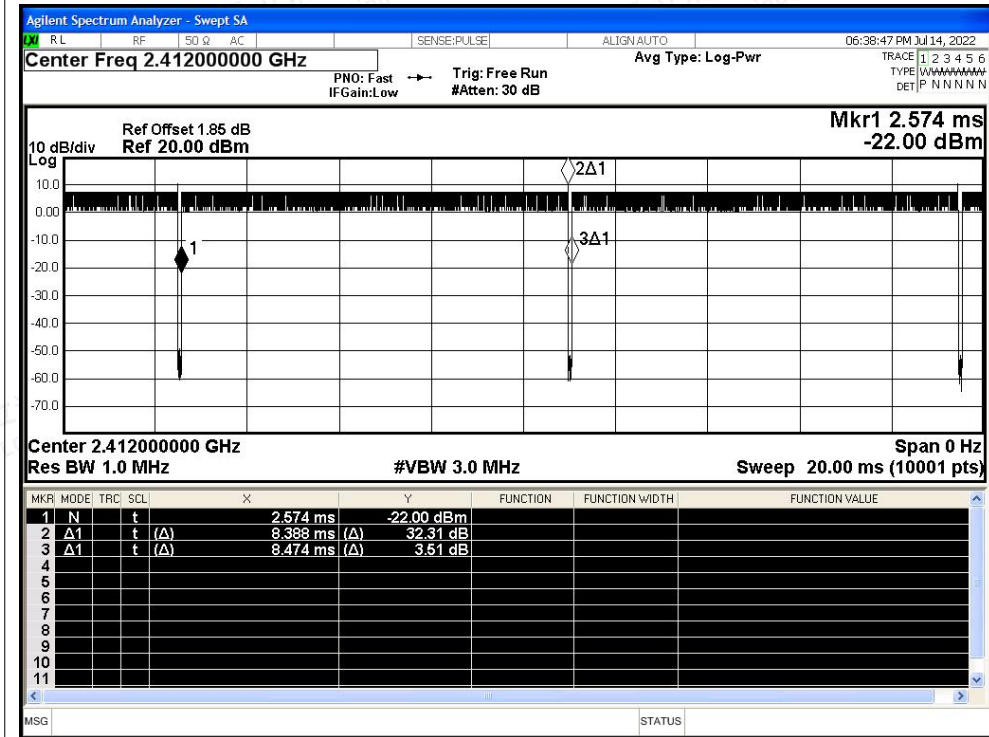 Agilent Spectrum Analyzer - Swept SA
LXI RL RF 50 Ω AC SENSE:PULSE ALIGN AUTO 06:38:47 PM Jul 14, 2022
Center Freq 2.412000000 GHz Avg Type: Log-Pwr TRACE 1 2 3 4 5 6
PNO: Fast Trig: Free Run TYPE
IFGain:Low #Atten: 30 dB DET P N N N N N
Mkr1 2.574 ms
Ref Offset 1.85 dB
10 dB/div Ref 20.00 dBm -22.00 dBm
Log
2Δ1
10.0
0.00
-10.0
3Δ1
1
-20.0
-30.0
-40.0
-50.0
-60.0
-70.0
Center 2.412000000 GHz Span 0 Hz
Res BW 1.0 MHz #VBW 3.0 MHz Sweep 20.00 ms (10001 pts)
MKR MODE TRC SCL X Y FUNCTION FUNCTION WIDTH FUNCTION VALUE
1 N t 2.574 ms -22.00 dBm
2 Δ1 t (Δ) 8.388 ms (Δ) 32.31 dB
3 Δ1 t (Δ) 8.474 ms (Δ) 3.51 dB
4
5
6
7
8
9
10
11
MSG STATUS